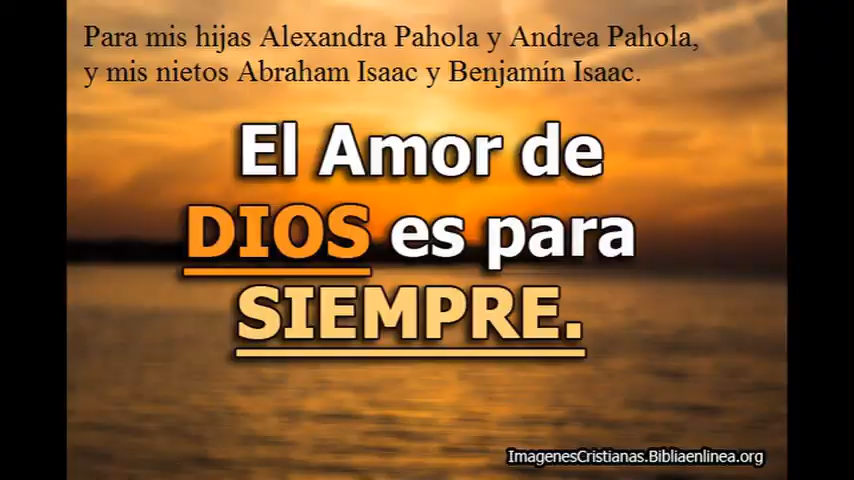 Para mis hijas Alexandra Pahola y Andrea Pahola,
y mis nietos Abraham Isaac y Benjamín Isaac.
El Amor de
DIOS es para
SIEMPRE.
ImagenesCristianas.Bibliaenlinea.org